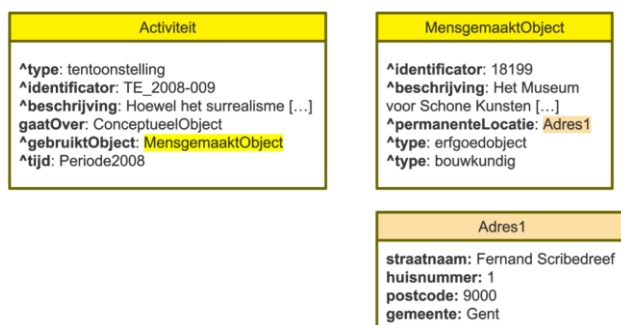 Activiteit
^type: tentoonstelling
^identificator: TE_2008-009
^beschrijving: Hoewel het surrealisme […]
gaatOver: ConceptueelObject
^gebruiktObject: MensgemaaktObject
^tijd: Periode2008
MensgemaaktObject
^identificator: 18199
^beschrijving: Het Museum
voor Schone Kunsten […]
^permanenteLocatie: Adres1
^type: erfgoedobject
^type: bouwkundig
Adres1
straatnaam: Fernand Scribedreef
huisnummer: 1
postcode: 9000
gemeente: Gent